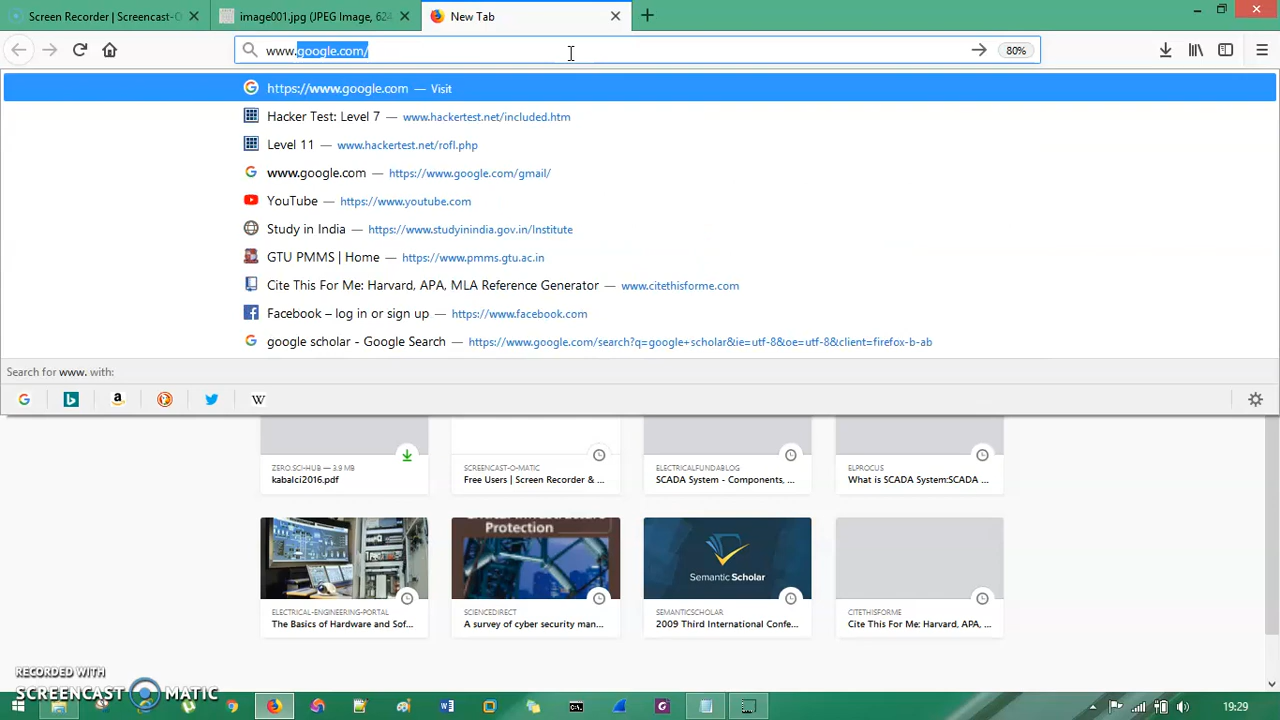 Screen Recorder | Screencast-O
image001.jpg (JPEG Image, 624
New Tab
www.google.com/
80%
https://www.google.com — Visit
Hacker Test: Level 7 — www.hackertest.net/included.htm
Level 11 — www.hackertest.net/rofl.php
www.google.com — https://www.google.com/gmail/
YouTube — https://www.youtube.com
Study in India — https://www.studyinindia.gov.in/Institute
GTU PMMS | Home — https://www.pmms.gtu.ac.in
Cite This For Me: Harvard, APA, MLA Reference Generator — www.citethisforme.com
Facebook – log in or sign up — https://www.facebook.com
google scholar - Google Search — https://www.google.com/search?q=google+scholar&ie=utf-8&oe=utf-8&client=firefox-b-ab
Search for www. with:
ZERO.SCI-HUB — 3.9 MB
kabalci2016.pdf
SCREENCAST-O-MATIC
Free Users | Screen Recorder & ...
ELECTRICALFUNDABLOG
SCADA System - Components, ...
ELPROCUS
What is SCADA System:SCADA ...
Protection
Semantic Scholar
ELECTRICAL-ENGINEERING-PORTAL
The Basics of Hardware and Sof...
SCIENCEDIRECT
A survey of cyber security man...
SEMANTICSCHOLAR
2009 Third International Confe...
CITETHISFORME
Cite This For Me: Harvard, APA, ...
RECORDED WITH
SCREENCAST MATIC
19:29